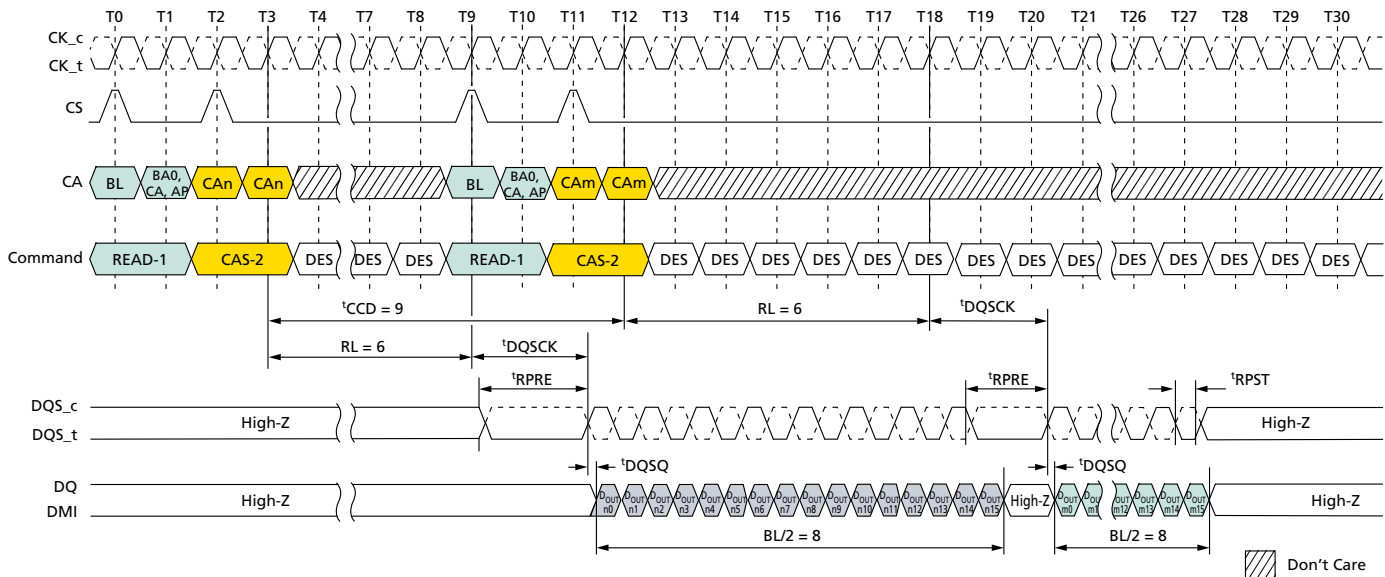 T0 T1 T2 T3 T4 T7 T8 T9 T10 T11 T12 T13 T14 T15 T16 T17 T18 T19 T20 T21 T26 T27 T28 T29 T30
CK_c
CK_t
CS
CA BL BA0, CA, AP CAn CAn BL BA0, CA, AP CAm CAm
Command READ-1 CAS-2 DES DES DES READ-1 CAS-2 DES DES DES DES DES DES DES DES DES DES DES DES DES DES DES
tCCD = 9 RL = 6 tDQSCK
RL = 6 tDQSCK
tRPRE tRPRE tRPST
DQS_c
DQS_t High-Z High-Z
tDQSQ tDQSQ
DQ
DMI High-Z DOUT n0 DOUT n1 DOUT n2 DOUT n3 DOUT n4 DOUT n5 DOUT n6 DOUT n7 DOUT n8 DOUT n9 DOUT n10 DOUT n11 DOUT n12 DOUT n13 DOUT n14 DOUT n15 High-Z DOUT m0 DOUT m1 DOUT m12 DOUT m13 DOUT m14 DOUT m15 High-Z
BL/2 = 8 BL/2 = 8
Don't Care